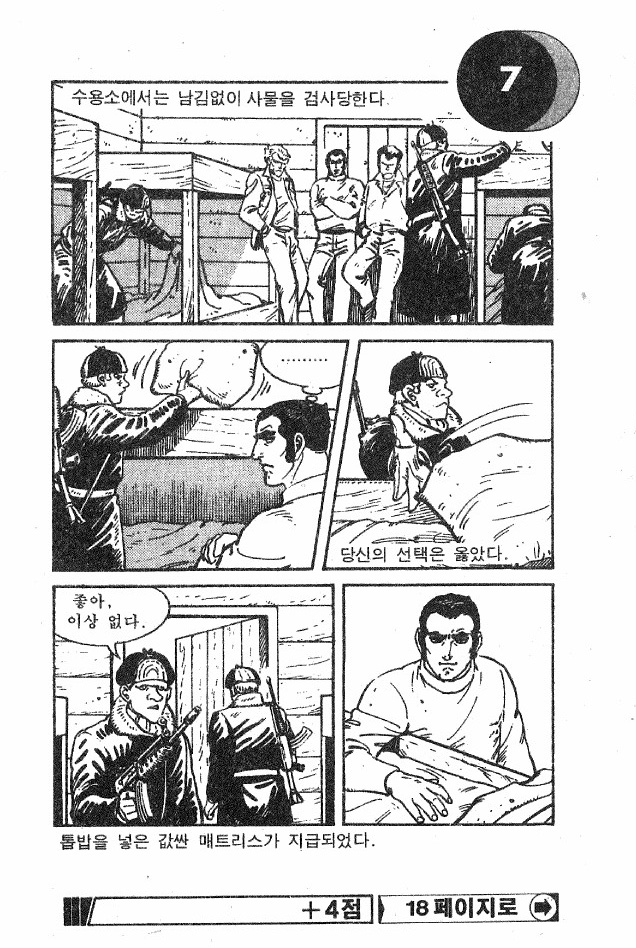 7
수용소에서는 남김없이 사물을 검사당한다.
··········
당신의 선택은 옳았다.
좋아,
이상 없다.
톱밥을 넣은 값싼 매트리스가 지급되었다.
+4점
18페이지로